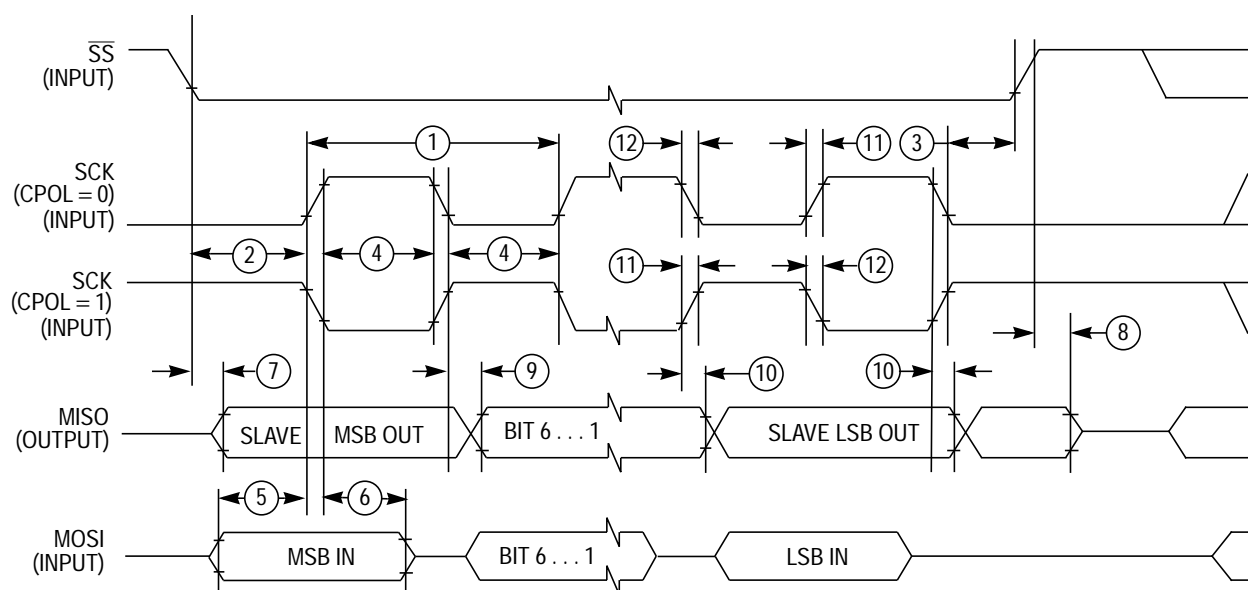 SS
(INPUT)
1
12
11
3
SCK
(CPOL = 0)
(INPUT)
2
4
4
11
12
SCK
(CPOL = 1)
(INPUT)
8
7
9
10
10
MISO
(OUTPUT)
SLAVE
MSB OUT
BIT 6 . . . 1
SLAVE LSB OUT
5
6
MOSI
(INPUT)
MSB IN
BIT 6 . . . 1
LSB IN